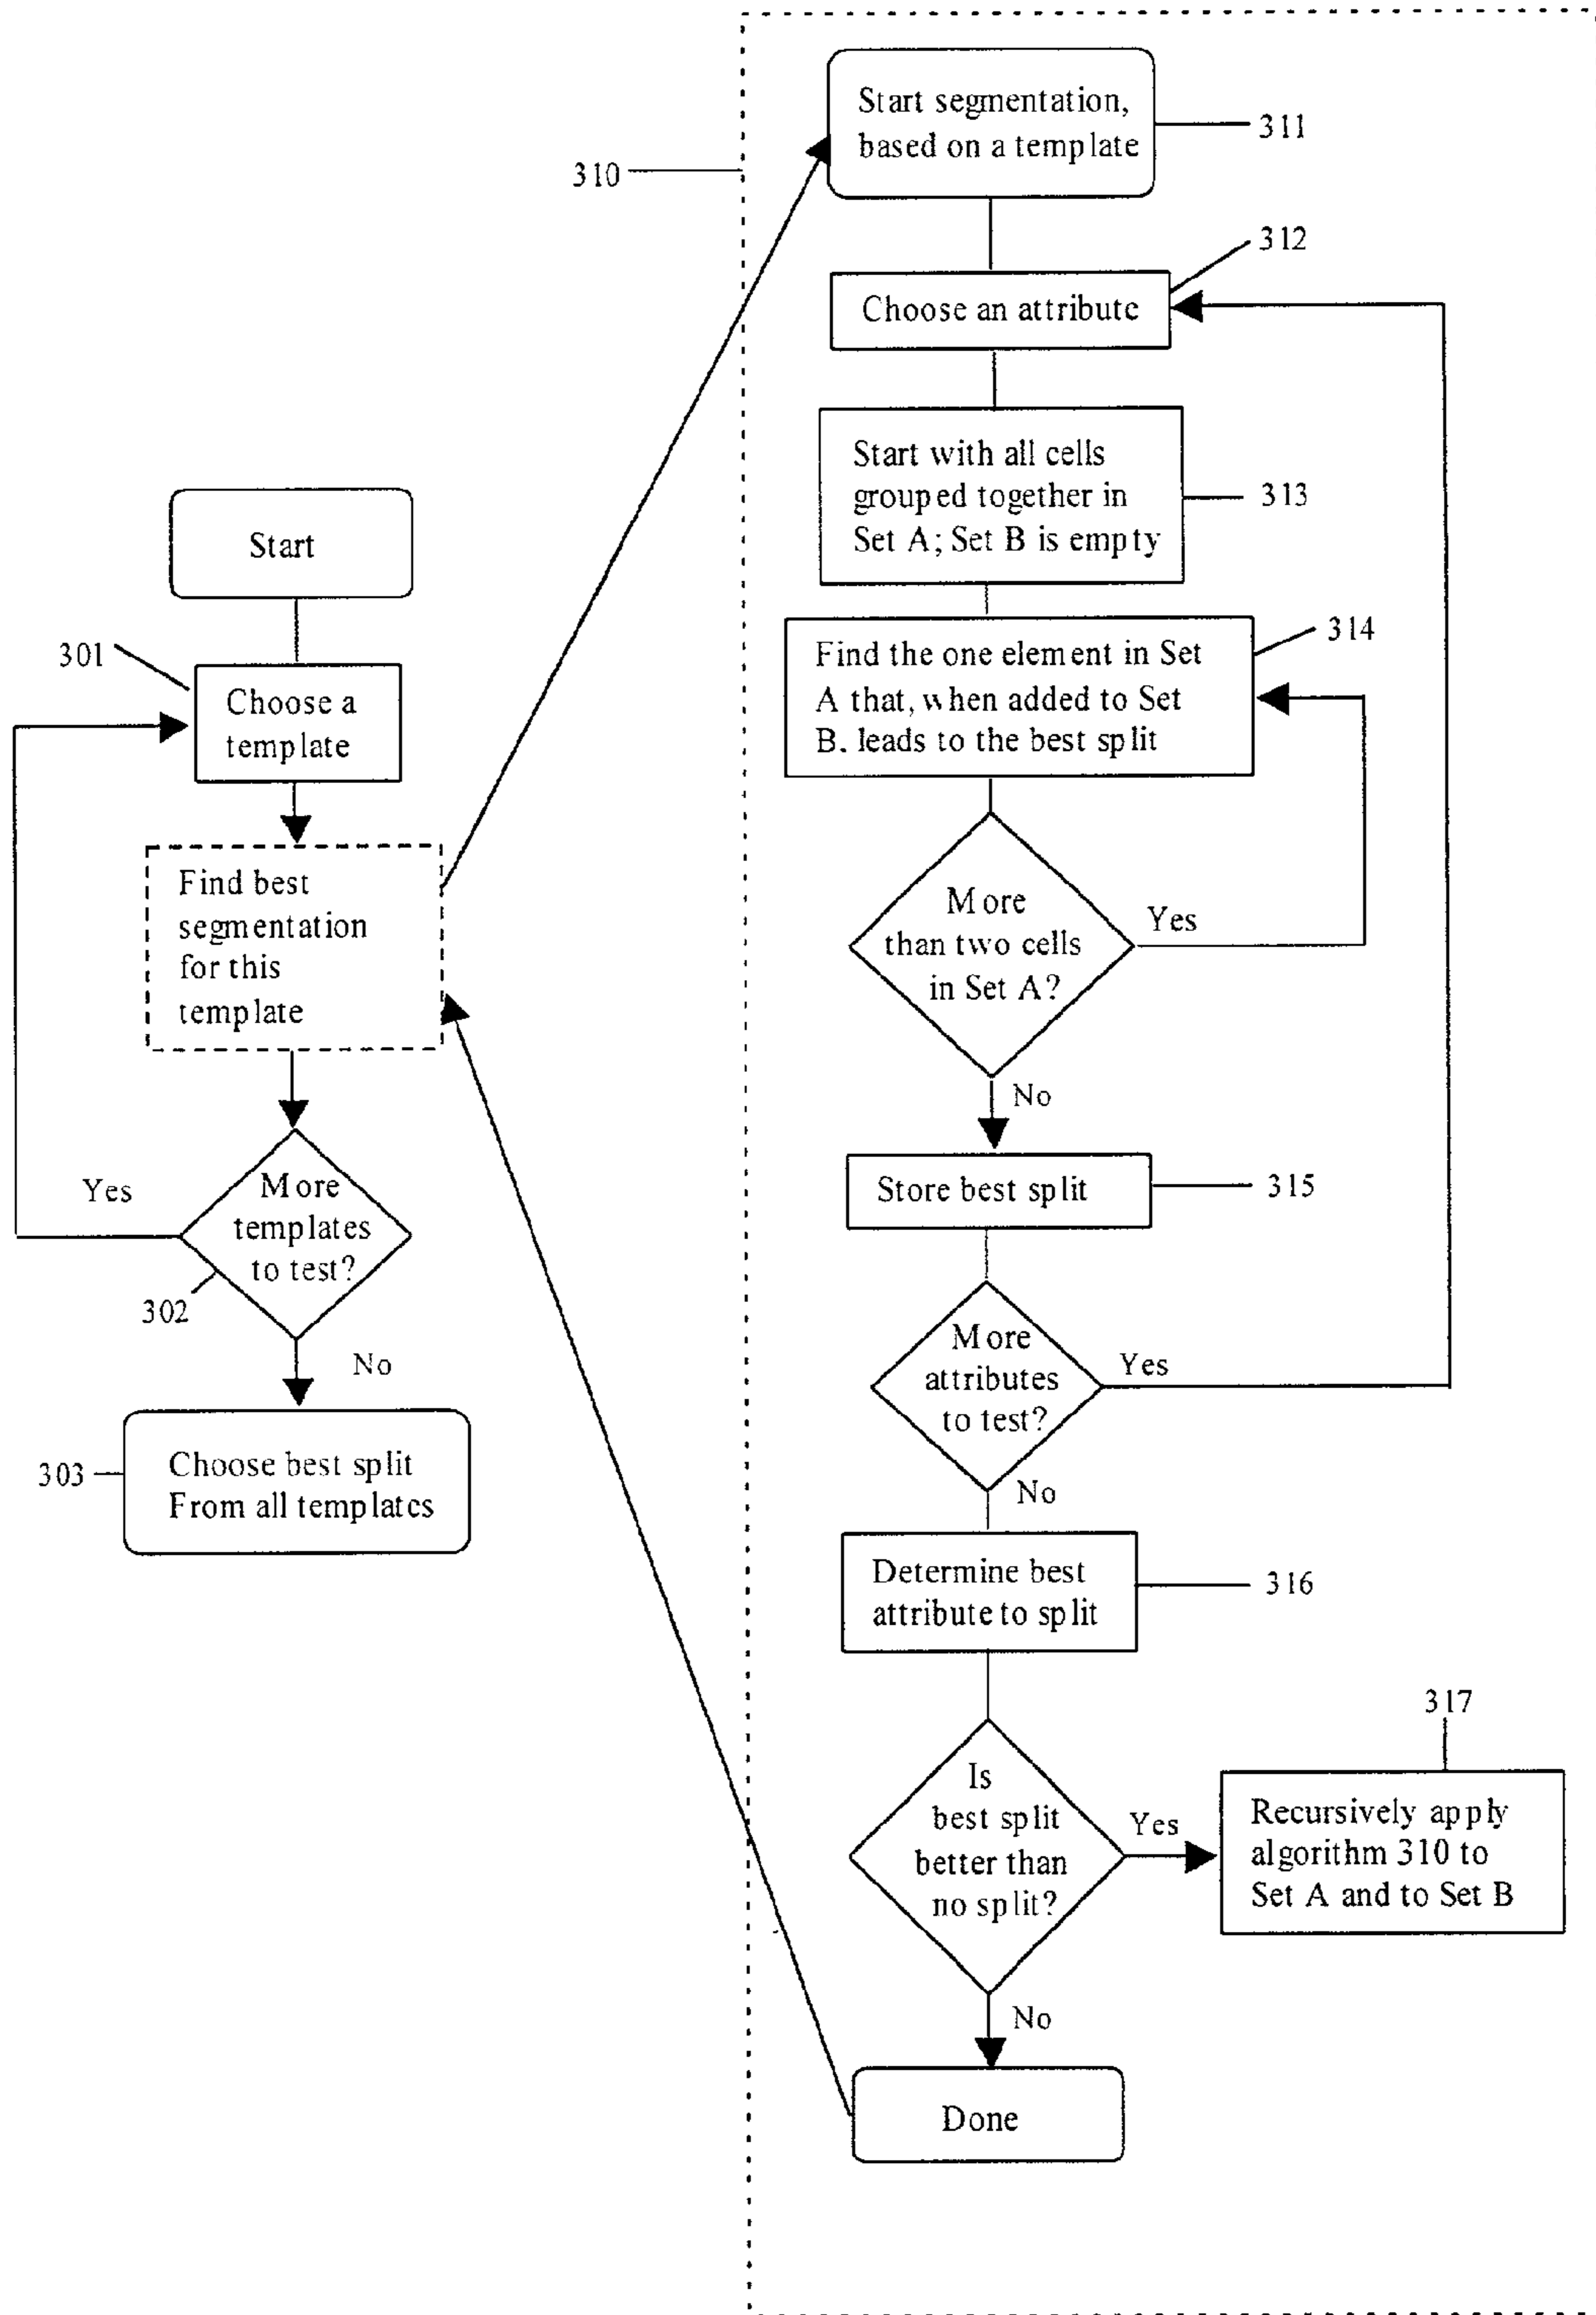 Start
301
Choose a
template
Find best
segmentation
for this
template
Yes
More
templates
to test?
302
No
303
Choose best split
From all templates
310
Start segmentation,
based on a template
311
312
Choose an attribute
Start with all cells
grouped together in
Set A; Set B is empty
313
314
Find the one element in Set
A that, when added to Set
B. leads to the best split
More
than two cells
in Set A?
Yes
No
Store best split
315
More
attributes
to test?
Yes
No
Determine best
attribute to split
316
317
Is
best split
better than
no split?
Yes
Recursively apply
algorithm 310 to
Set A and to Set B
No
Done